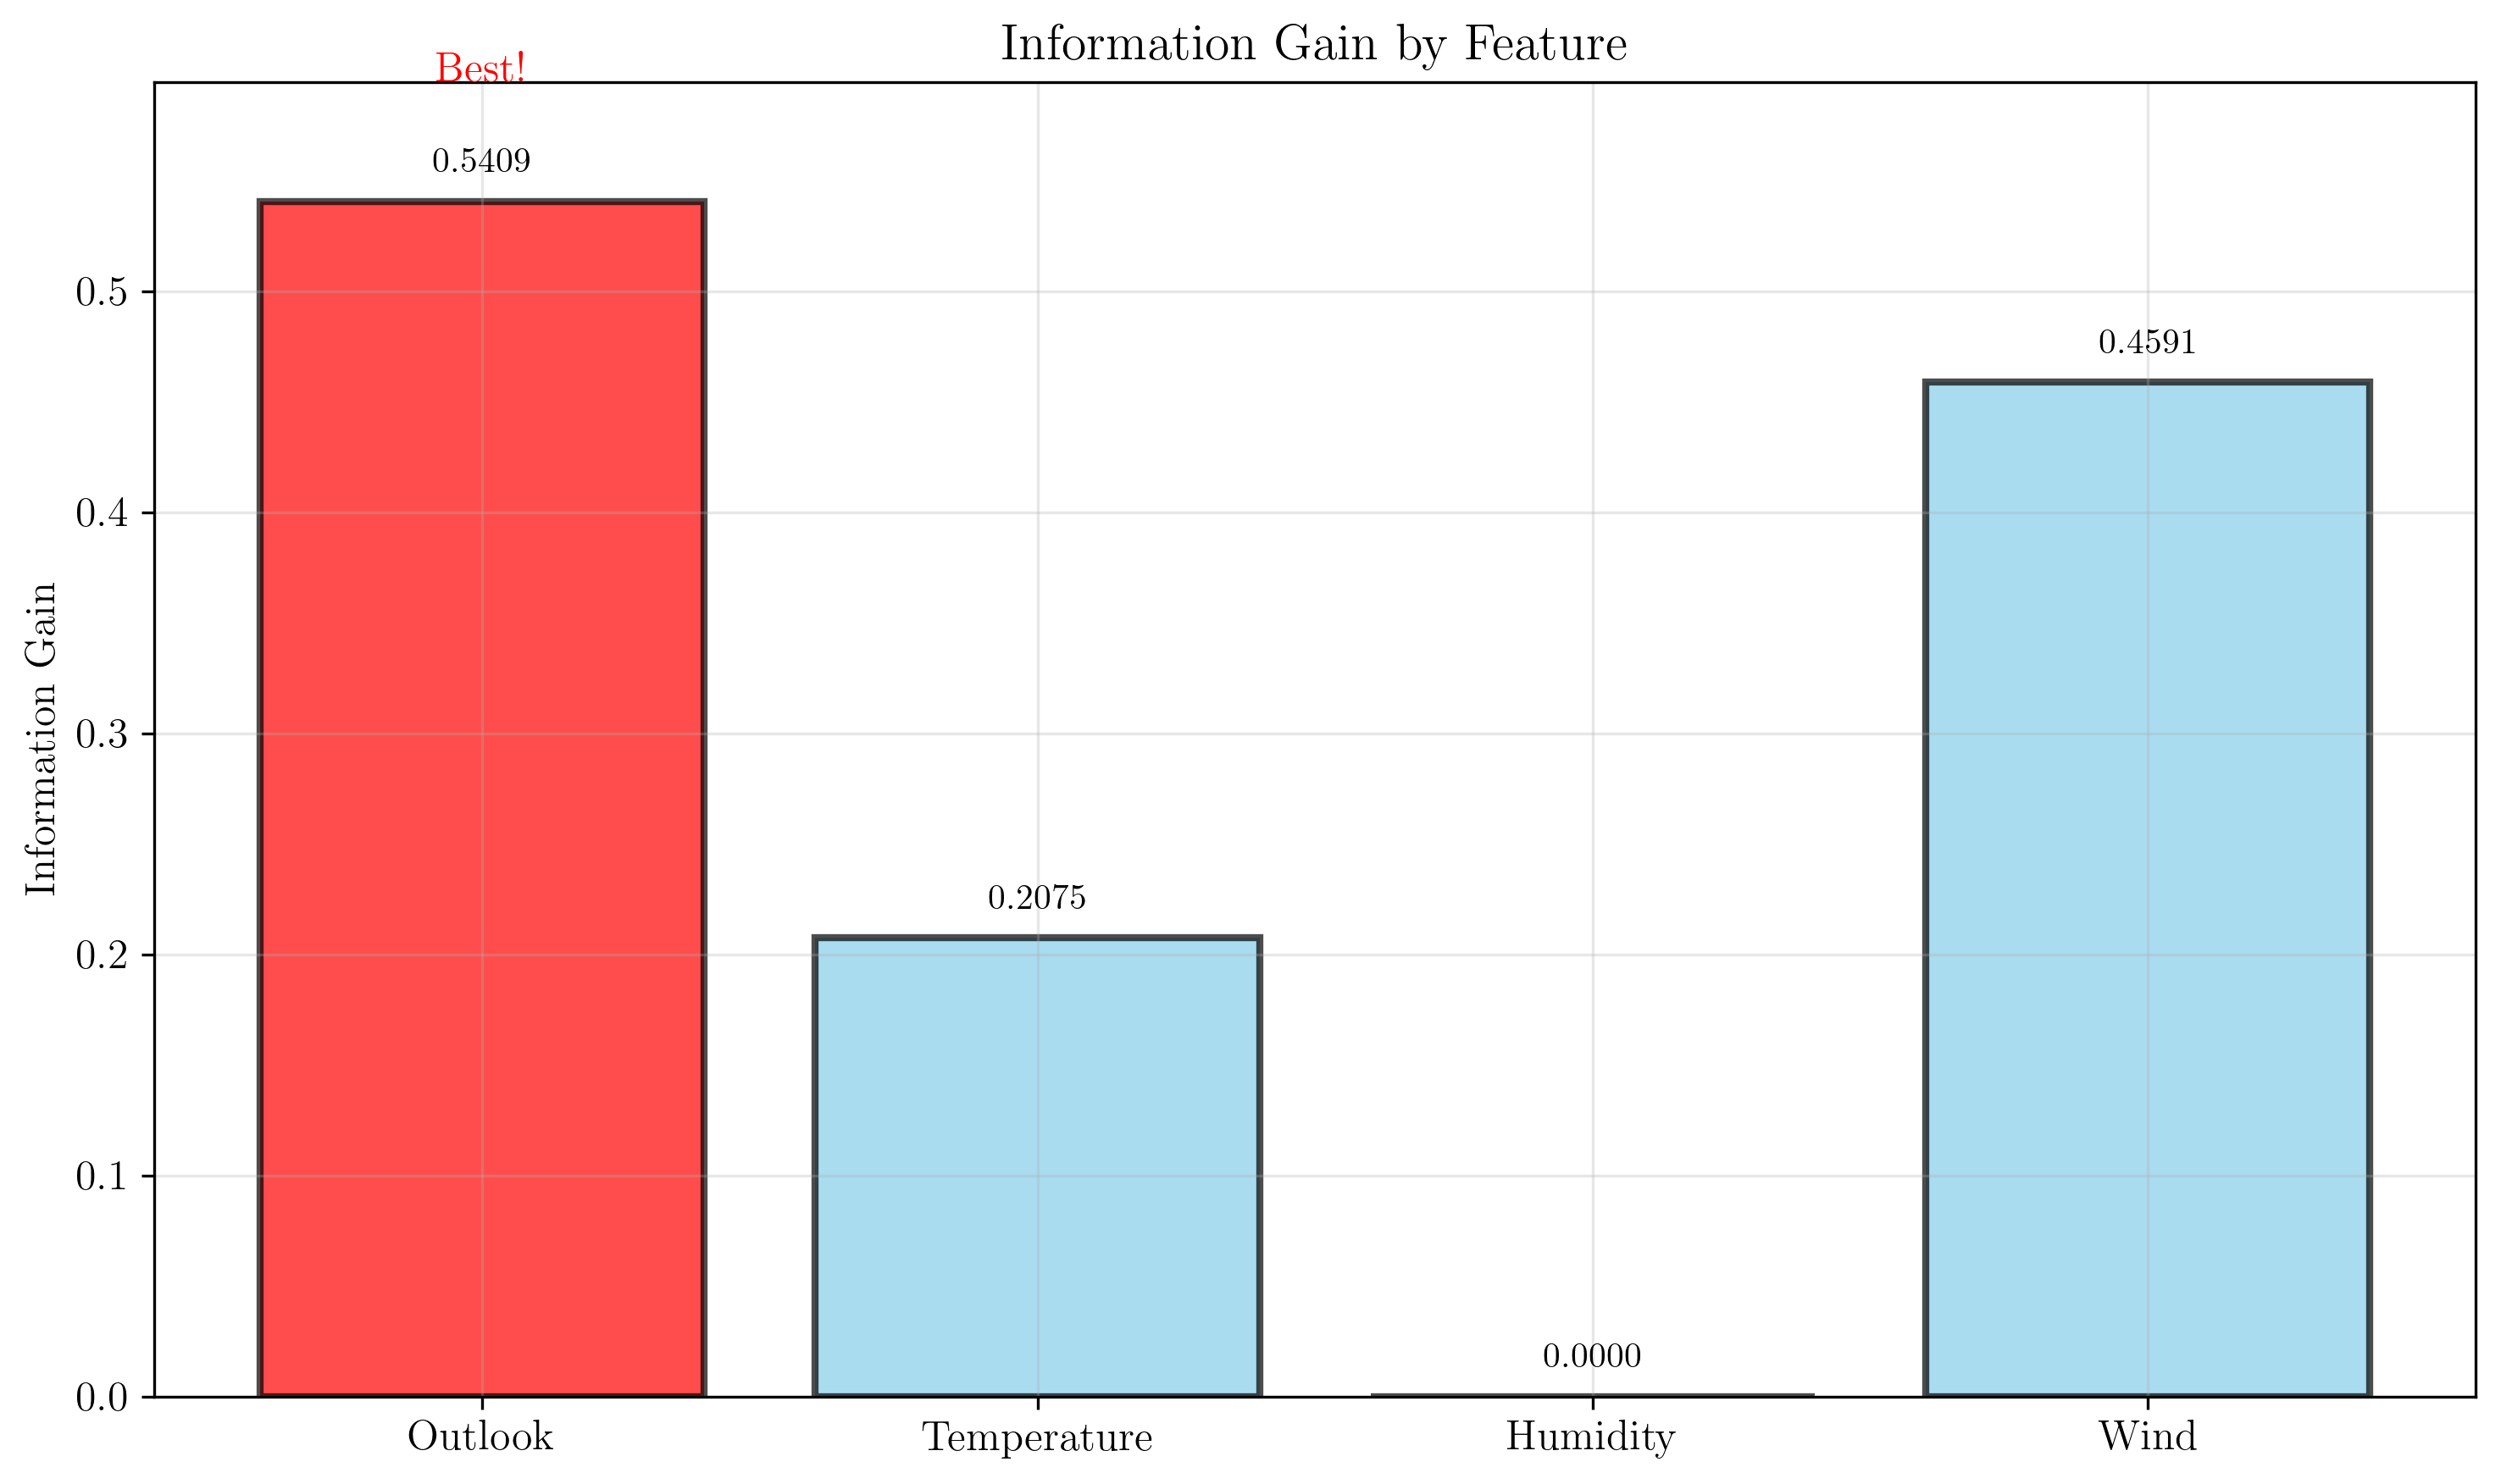 Information Gain by Feature
Best!
0.5409
0.4591
0.2075
0.0000
Information Gain
0.5
0.4
0.3
0.2
0.1
0.0
Outlook
Temperature
Humidity
Wind